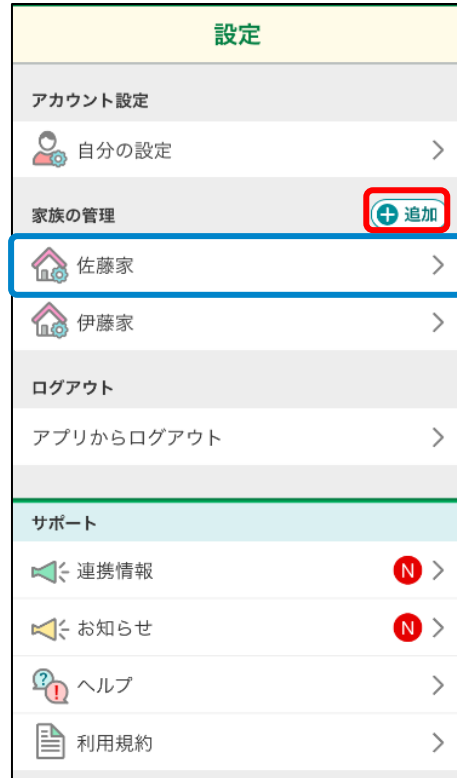 設定
アカウント設定
自分の設定
家族の管理
追加
佐藤家
伊藤家
ログアウト
アプリからログアウト
サポート
連携情報
N
お知らせ
N
ヘルプ
利用規約